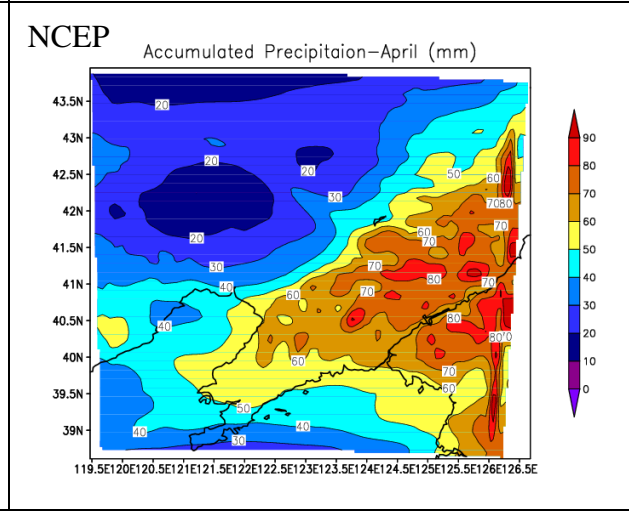 NCEP
Accumulated Precipitaion-April (mm)
43.5N
43N
42.5N
42N
41.5N
41N
40.5N
40N
39.5N
39N
119.5E120E120.5E121E121.5E122E122.5E123E123.5E124E124.5E125E125.5E126E126.5E
20
20
20
50
60
30
7080
20
60
70
70
30
70
80
70
40
60
70
40
80
80
60
70
60
50
40
40
30
90
80
70
60
50
40
30
20
10
0